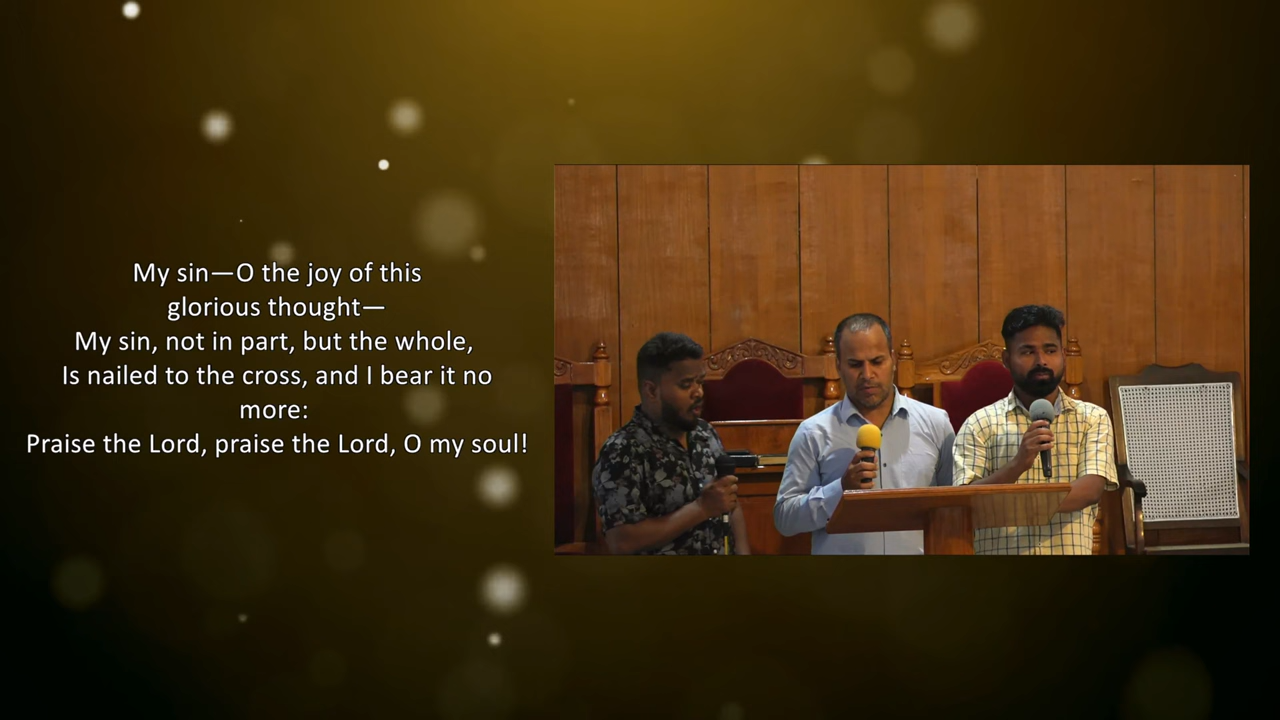 My sin—O the joy of this
glorious thought—
My sin, not in part, but the whole,
Is nailed to the cross, and I bear it no
more:
Praise the Lord, praise the Lord, O my soul!